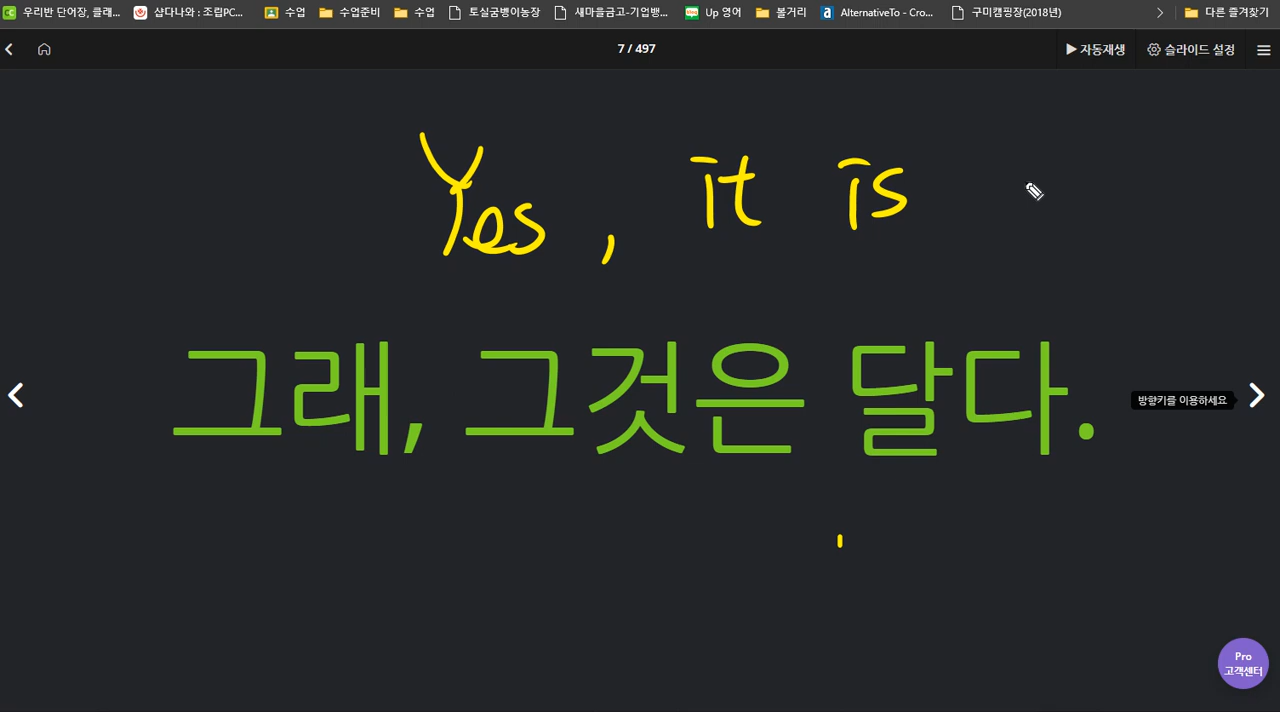 우리반 단어장, 클래... 샵다나와 : 조립PC... 수업 수업준비 수업 토실굼뱅이농장 새마을금고-기업뱅... Up 영어 볼거리 AlternativeTo - Cro... 구미캠핑장(2018년) 다른 즐겨찾기
7 / 497 자동재생 슬라이드 설정
Yes, it is
그래, 그것은 달다.
방향키를 이용하세요
Pro
고객센터